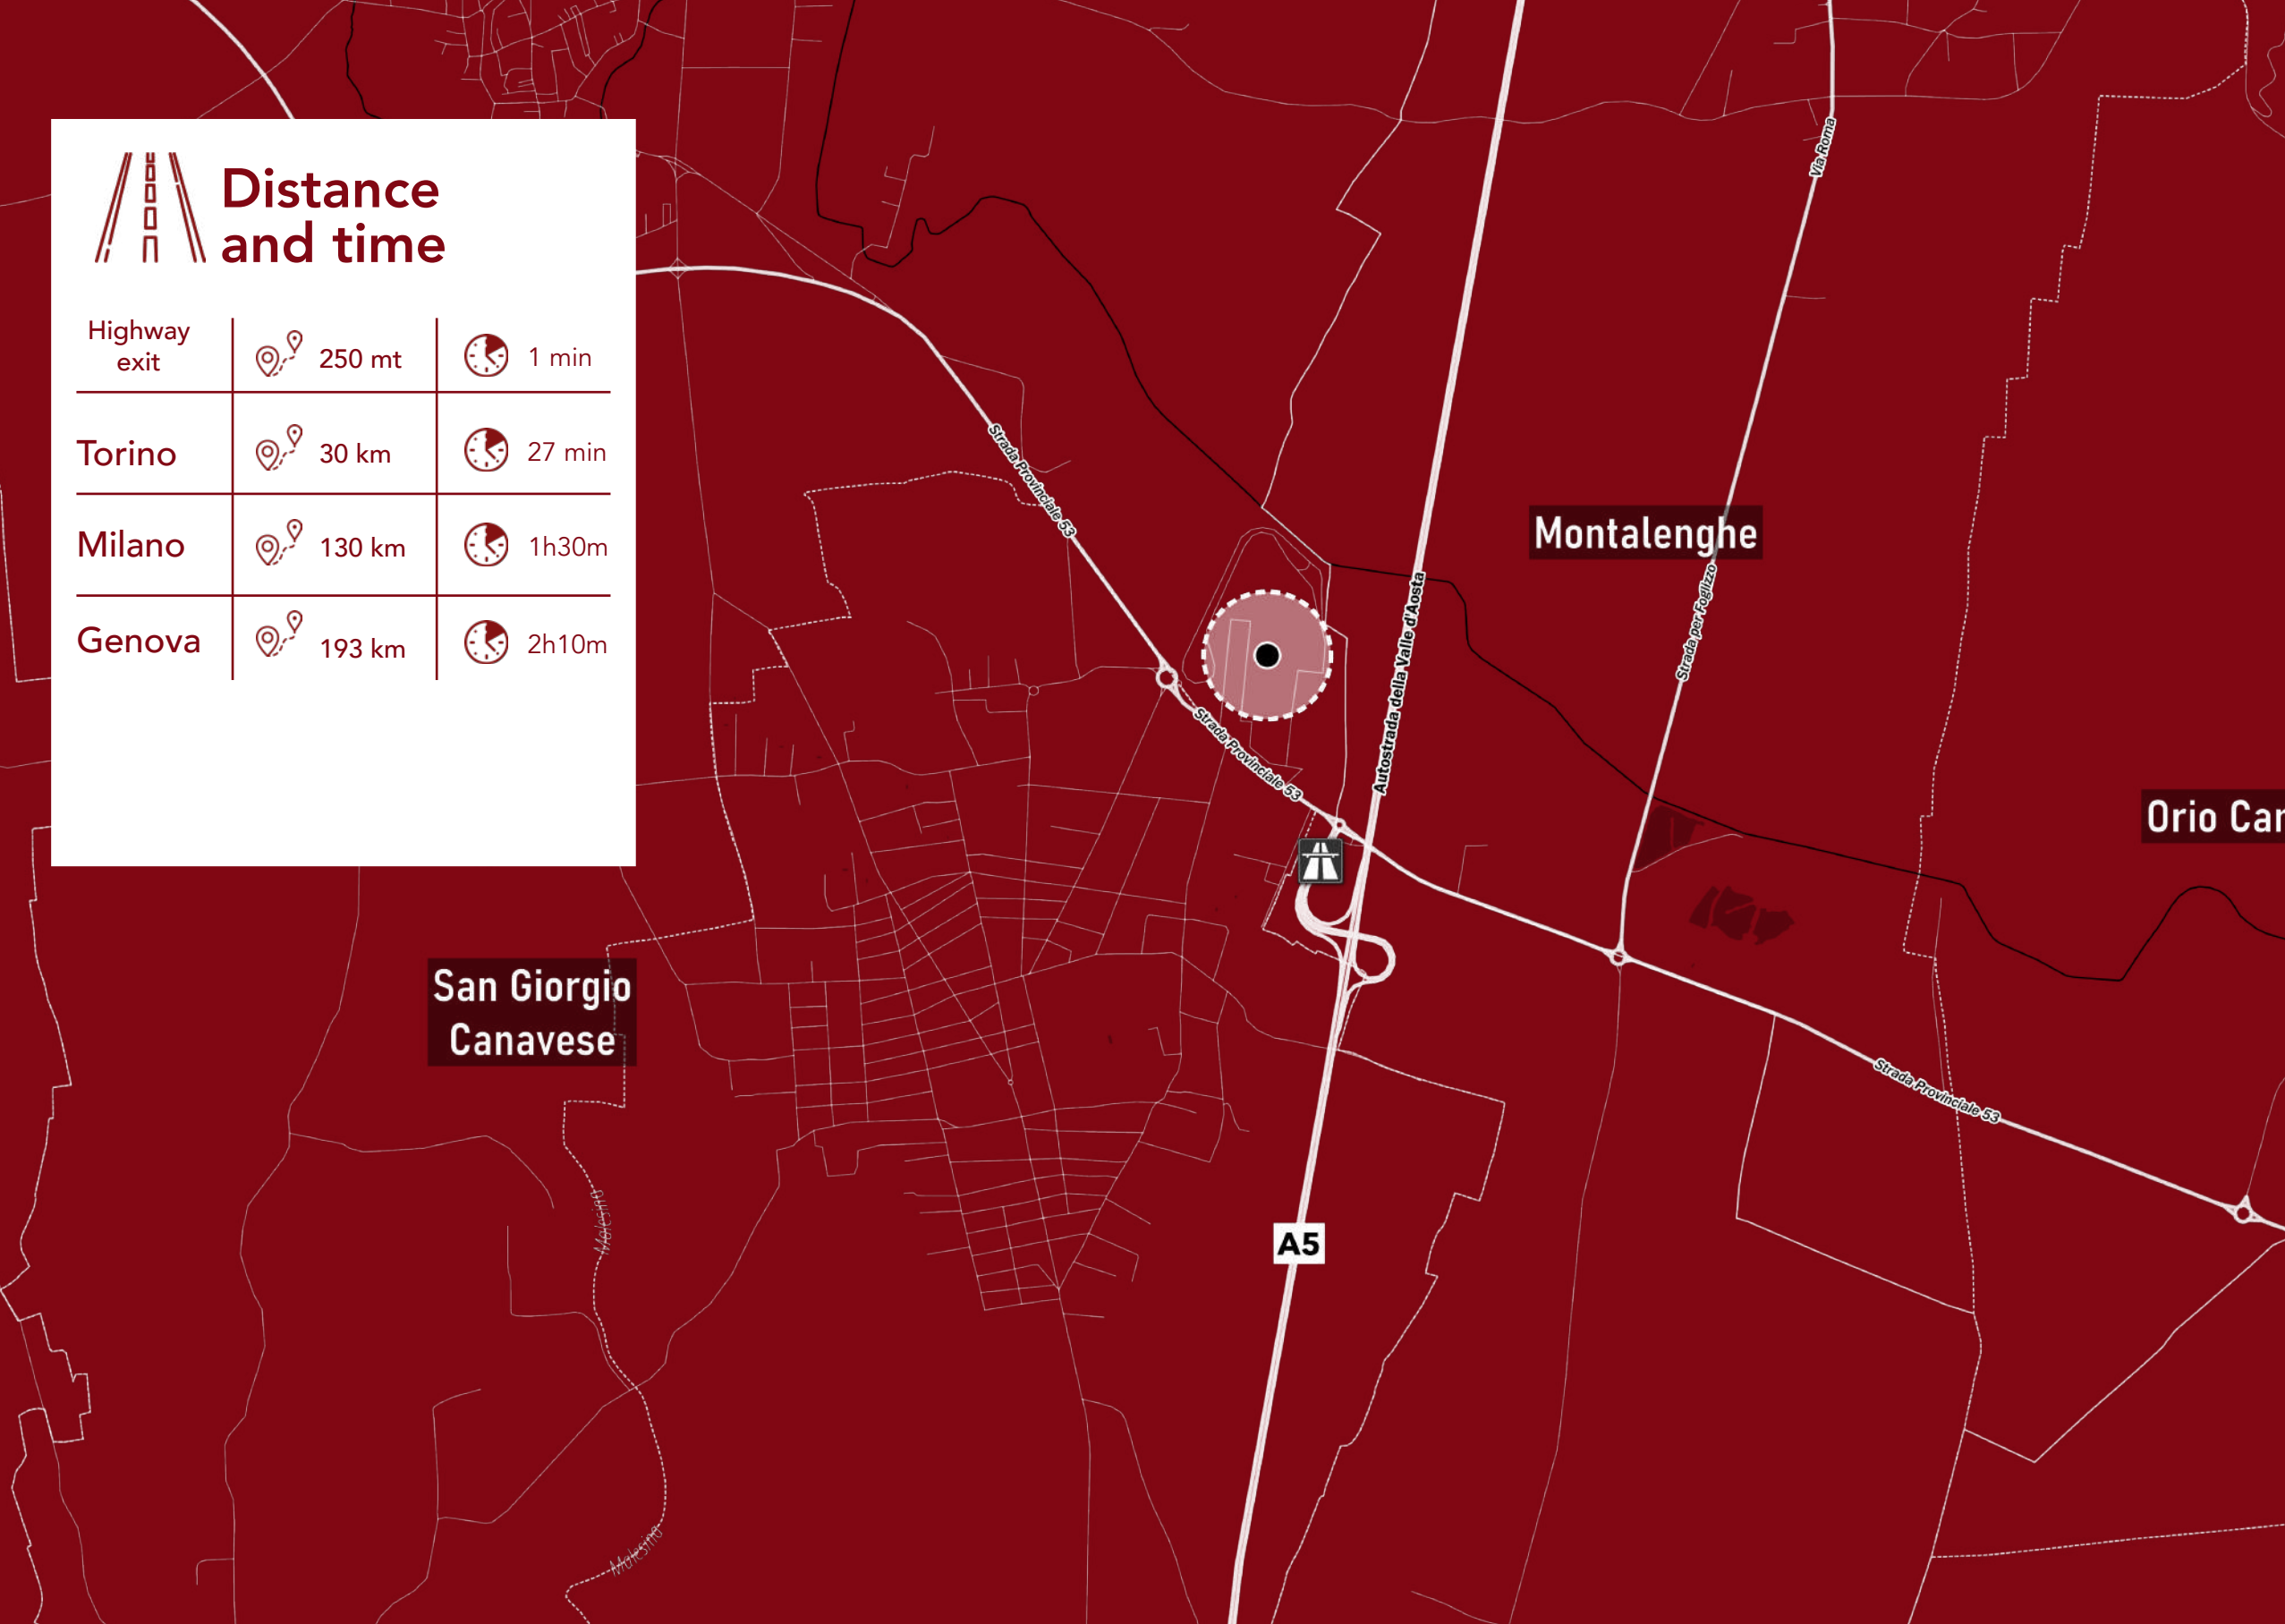 Distance
and time
Highway
exit
250 mt
1 min
Torino
30 km
27 min
Milano
130 km
1h30m
Genova
193 km
2h10m
Via Roma
Strada Provinciale 53
Montalenghe
Strada per Foglizzo
Autostrada della Valle d'Aosta
Strada Provinciale 53
Orio Car
San Giorgio
Canavese
Strada Provinciale 53
Malesina
A5
Malesina